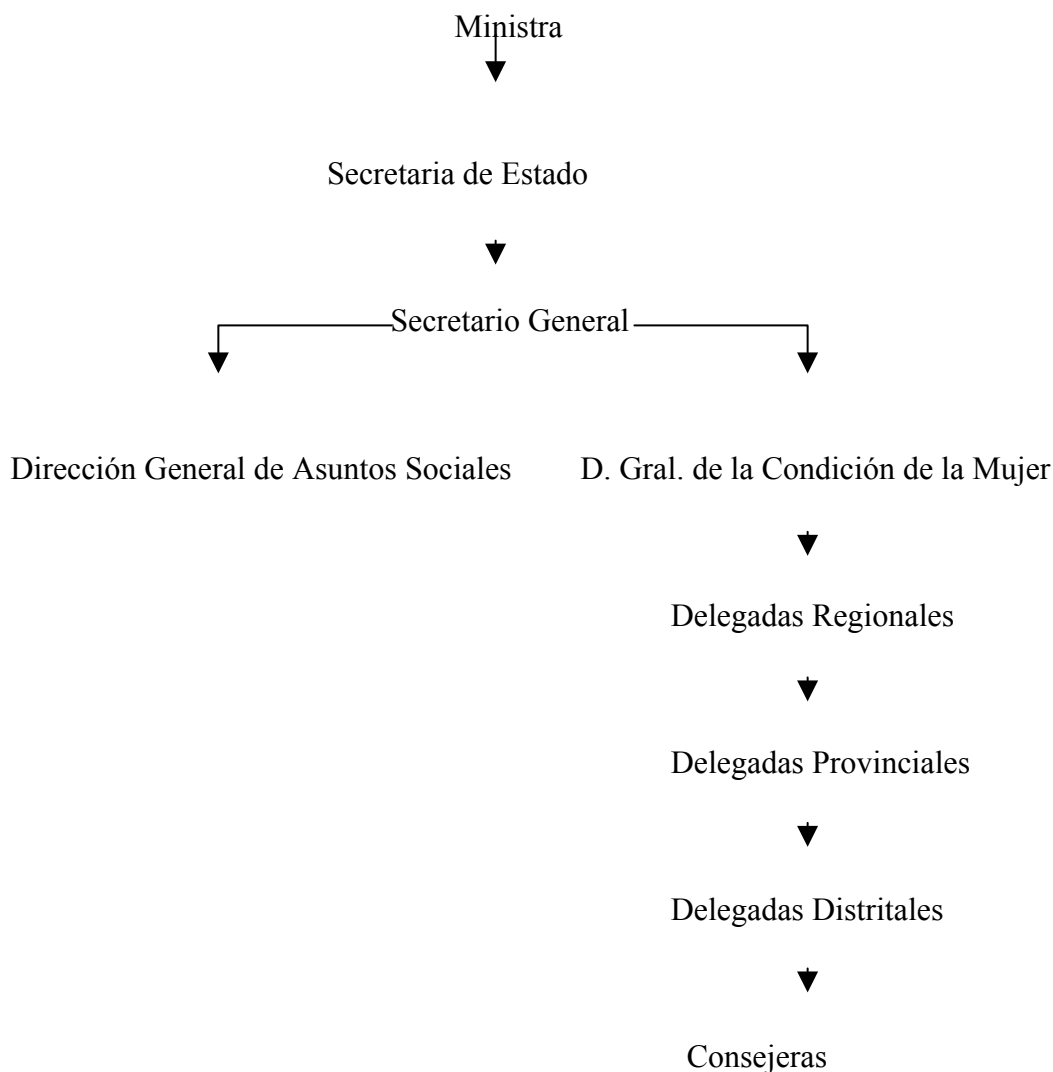 Ministra
Secretaria de Estado
Secretario General
Dirección General de Asuntos Sociales
D. Gral. de la Condición de la Mujer
Delegadas Regionales
Delegadas Provinciales
Delegadas Distritales
Consejeras